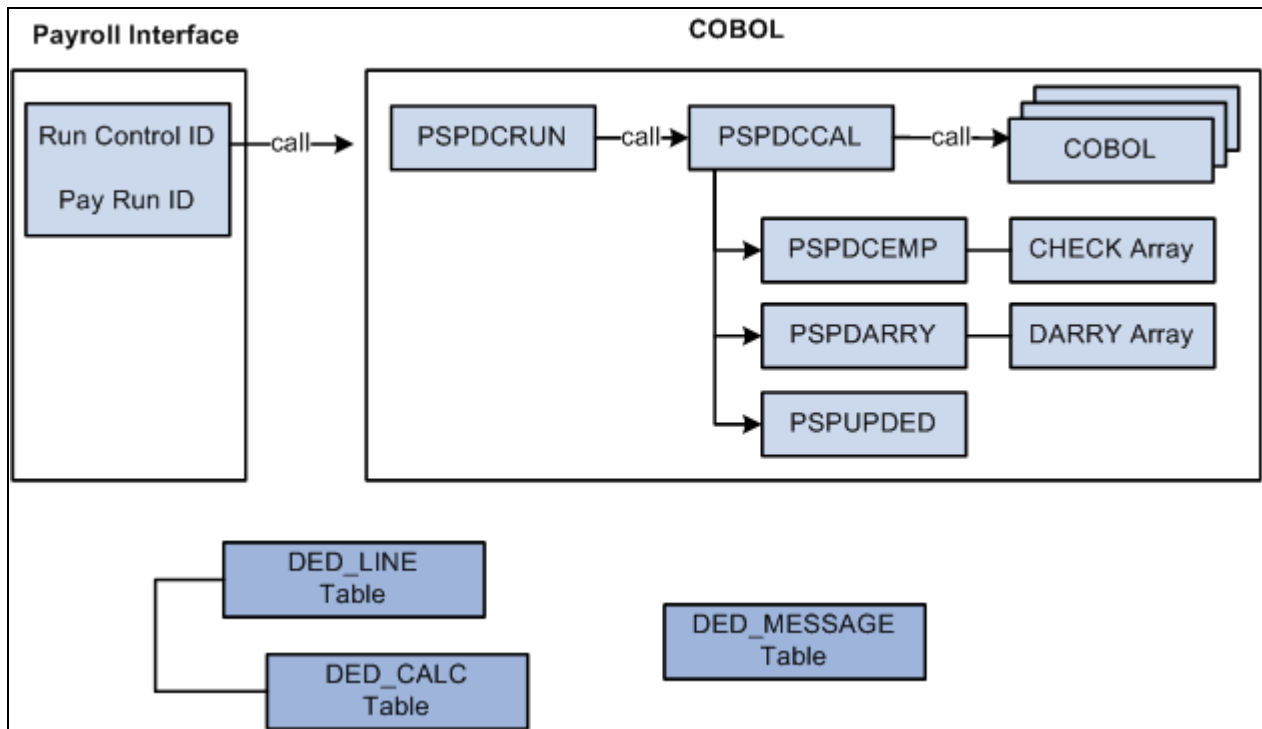 Payroll Interface
COBOL
Run Control ID
Pay Run ID
call
PSPDCRUN
call
PSPDCCAL
call
COBOL
PSPDCEMP
CHECK Array
PSPDARRY
DARRY Array
PSPUPDED
DED_LINE
Table
DED_CALC
Table
DED_MESSAGE
Table